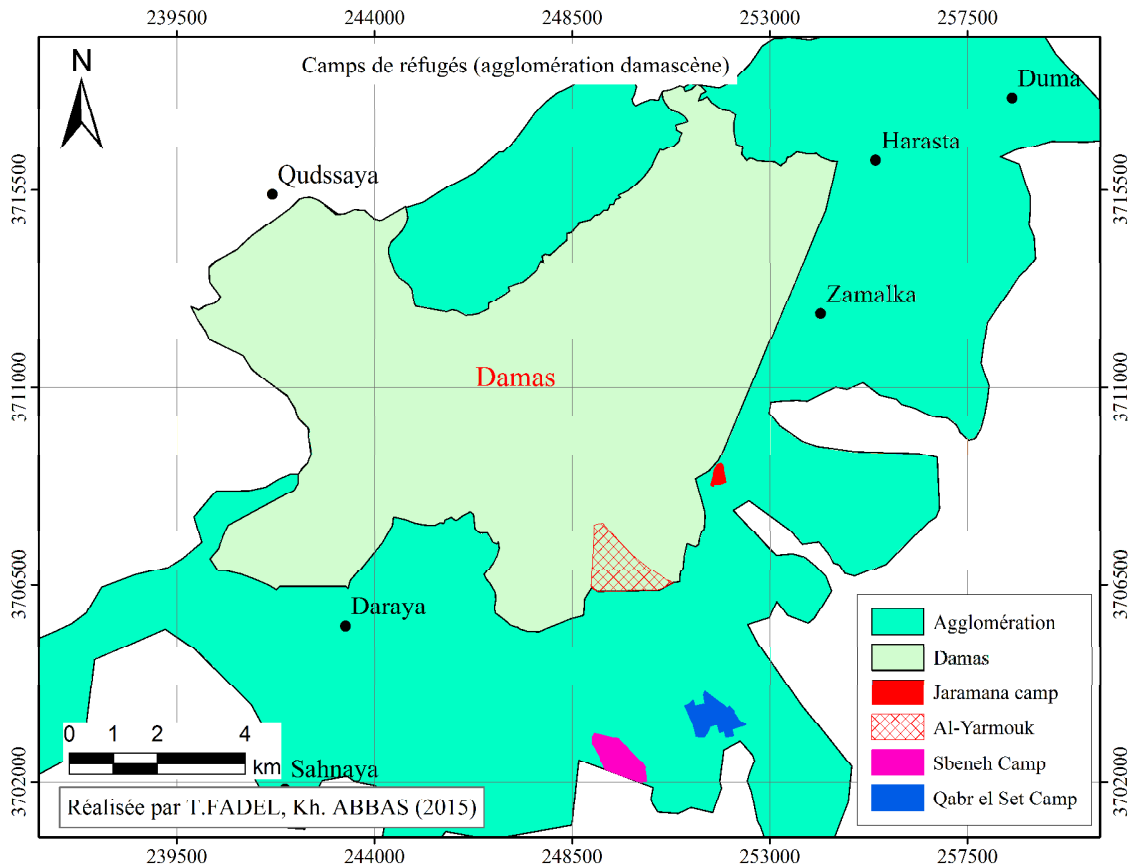 239500 244000 248500 253000 257500
Camps de réfugés (agglomération damascène)
N
Duma
Harasta
Qudssaya
3715500 3715500
Zamalka
Damas
3711000 3711000
3706500 3706500
Daraya
Agglomération
Damas
Jaramana camp
Al-Yarmouk
Sbeneh Camp
Qabr el Set Camp
0 1 2 4
km
Sahnaya
3702000 3702000
Réalisée par T.FADEL, Kh. ABBAS (2015)
239500 244000 248500 253000 257500